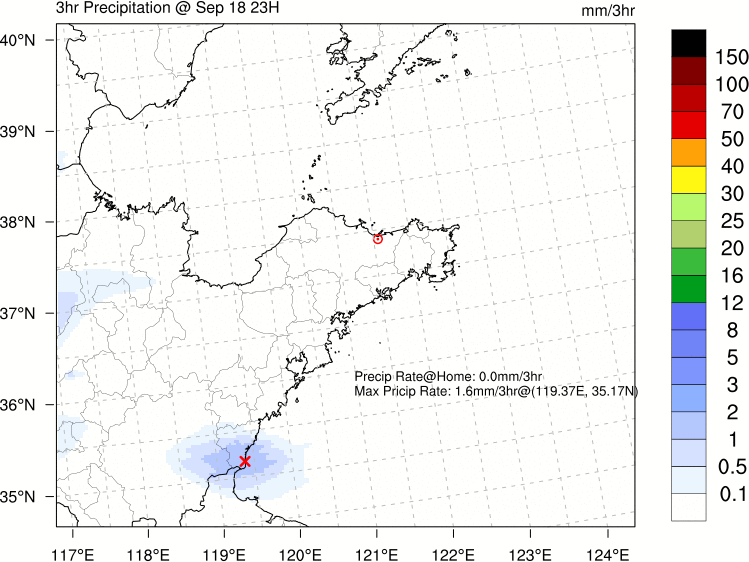 3hr Precipitation @ Sep 18 23H
mm/3hr
40°N
39°N
38°N
37°N
36°N
35°N
117°E
118°E
119°E
120°E
121°E
122°E
123°E
124°E
Precip Rate@Home: 0.0mm/3hr
Max Pricip Rate: 1.6mm/3hr@(119.37E, 35.17N)
150
100
70
50
40
30
25
20
16
12
8
5
3
2
1
0.5
0.1